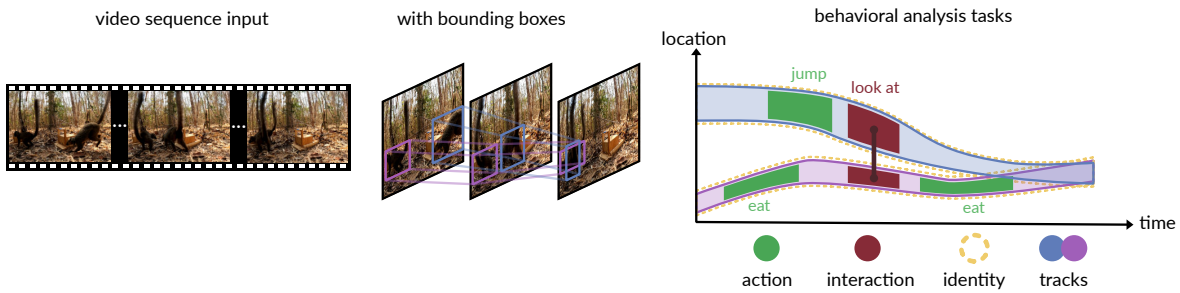 video sequence input
with bounding boxes
behavioral analysis tasks
location
jump
look at
eat
eat
time
action
interaction
identity
tracks